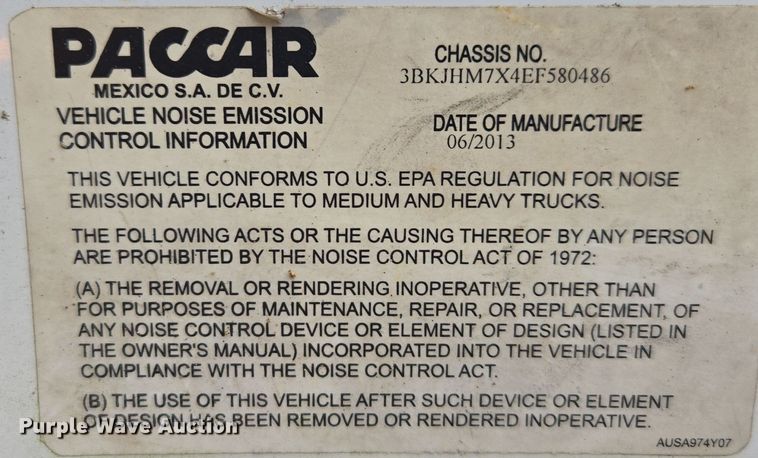 PACCAR
MEXICO S.A. DE C.V.
VEHICLE NOISE EMISSION
CONTROL INFORMATION
CHASSIS NO.
3BKJHM7X4EF580486
DATE OF MANUFACTURE
06/2013
THIS VEHICLE CONFORMS TO U.S. EPA REGULATION FOR NOISE
EMISSION APPLICABLE TO MEDIUM AND HEAVY TRUCKS.
THE FOLLOWING ACTS OR THE CAUSING THEREOF BY ANY PERSON
ARE PROHIBITED BY THE NOISE CONTROL ACT OF 1972:
(A) THE REMOVAL OR RENDERING INOPERATIVE, OTHER THAN
FOR PURPOSES OF MAINTENANCE, REPAIR, OR REPLACEMENT, OF
ANY NOISE CONTROL DEVICE OR ELEMENT OF DESIGN (LISTED IN
THE OWNER'S MANUAL) INCORPORATED INTO THE VEHICLE IN
COMPLIANCE WITH THE NOISE CONTROL ACT.
(B) THE USE OF THIS VEHICLE AFTER SUCH DEVICE OR ELEMENT
OF DESIGN HAS BEEN REMOVED OR RENDERED INOPERATIVE.
Purple Wave Auction
AUSA974Y07